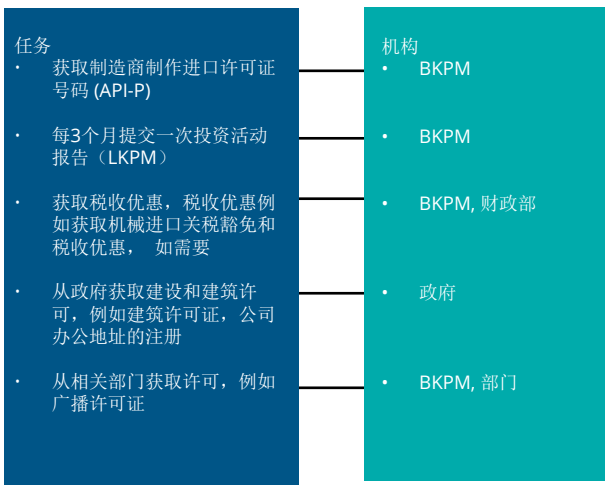 任务
· 获取制造商制作进口许可证
号码 (API-P)
· 每3个月提交一次投资活动
报告（LKPM）
· 获取税收优惠，税收优惠例
如获取机械进口关税豁免和
税收优惠， 如需要
· 从政府获取建设和建筑许
可，例如建筑许可证，公司
办公地址的注册
· 从相关部门获取许可，例如
广播许可证
机构
• BKPM
• BKPM
• BKPM, 财政部
• 政府
• BKPM, 部门